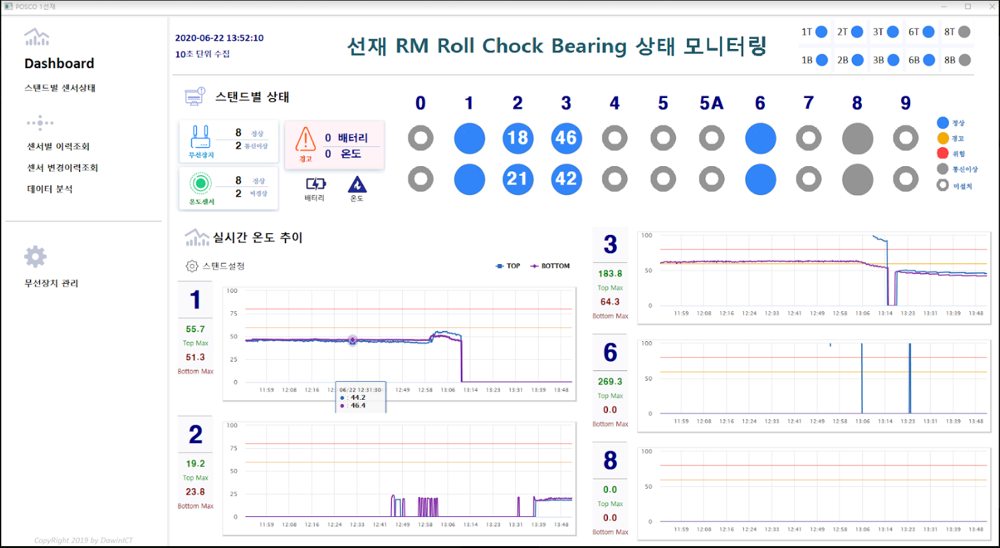 POSCO 1선재
Dashboard
스탠드별 센서상태
센서별 이력조회
센서 변경이력조회
데이터 분석
무선장치 관리
CopyRight 2019 by DawinICT
2020-06-22 13:52:10
10초 단위 수집
선재 RM Roll Chock Bearing 상태 모니터링
1T 2T 3T 6T 8T
1B 2B 3B 6B 8B
스탠드별 상태
8 정상
2 통신이상
무선장치
0 배터리
0 온도
경고
8 정상
2 비정상
온도센서
배터리 온도
0 1 2 3 4 5 5A 6 7 8 9
18 46
21 42
정상
경고
위험
통신이상
미설치
실시간 온도 추이
스탠드설정
TOP BOTTOM
1
55.7
Top Max
51.3
Bottom Max
100
75
50
25
0
11:59 12:08 12:16 12: 12:49 12:58 13:06 13:14 13:23 13:31 13:39 13:48
06/22 12:31:30
: 44.2
: 46.4
2
19.2
Top Max
23.8
Bottom Max
100
75
50
25
0
11:59 12:08 12:16 12:24 12:33 12:41 12:49 12:58 13:06 13:14 13:23 13:31 13:39 13:48
3
183.8
Top Max
64.3
Bottom Max
100
50
0
11:59 12:08 12:16 12:24 12:33 12:41 12:50 12:58 13:06 13:14 13:23 13:31 13:39 13:48
6
269.3
Top Max
0.0
Bottom Max
100
50
0
11:59 12:08 12:16 12:24 12:33 12:41 12:50 12:58 13:06 13:14 13:23 13:31 13:39 13:48
8
0.0
Top Max
0.0
Bottom Max
100
50
0
11:59 12:08 12:16 12:24 12:33 12:41 12:50 12:58 13:06 13:14 13:23 13:31 13:39 13:48